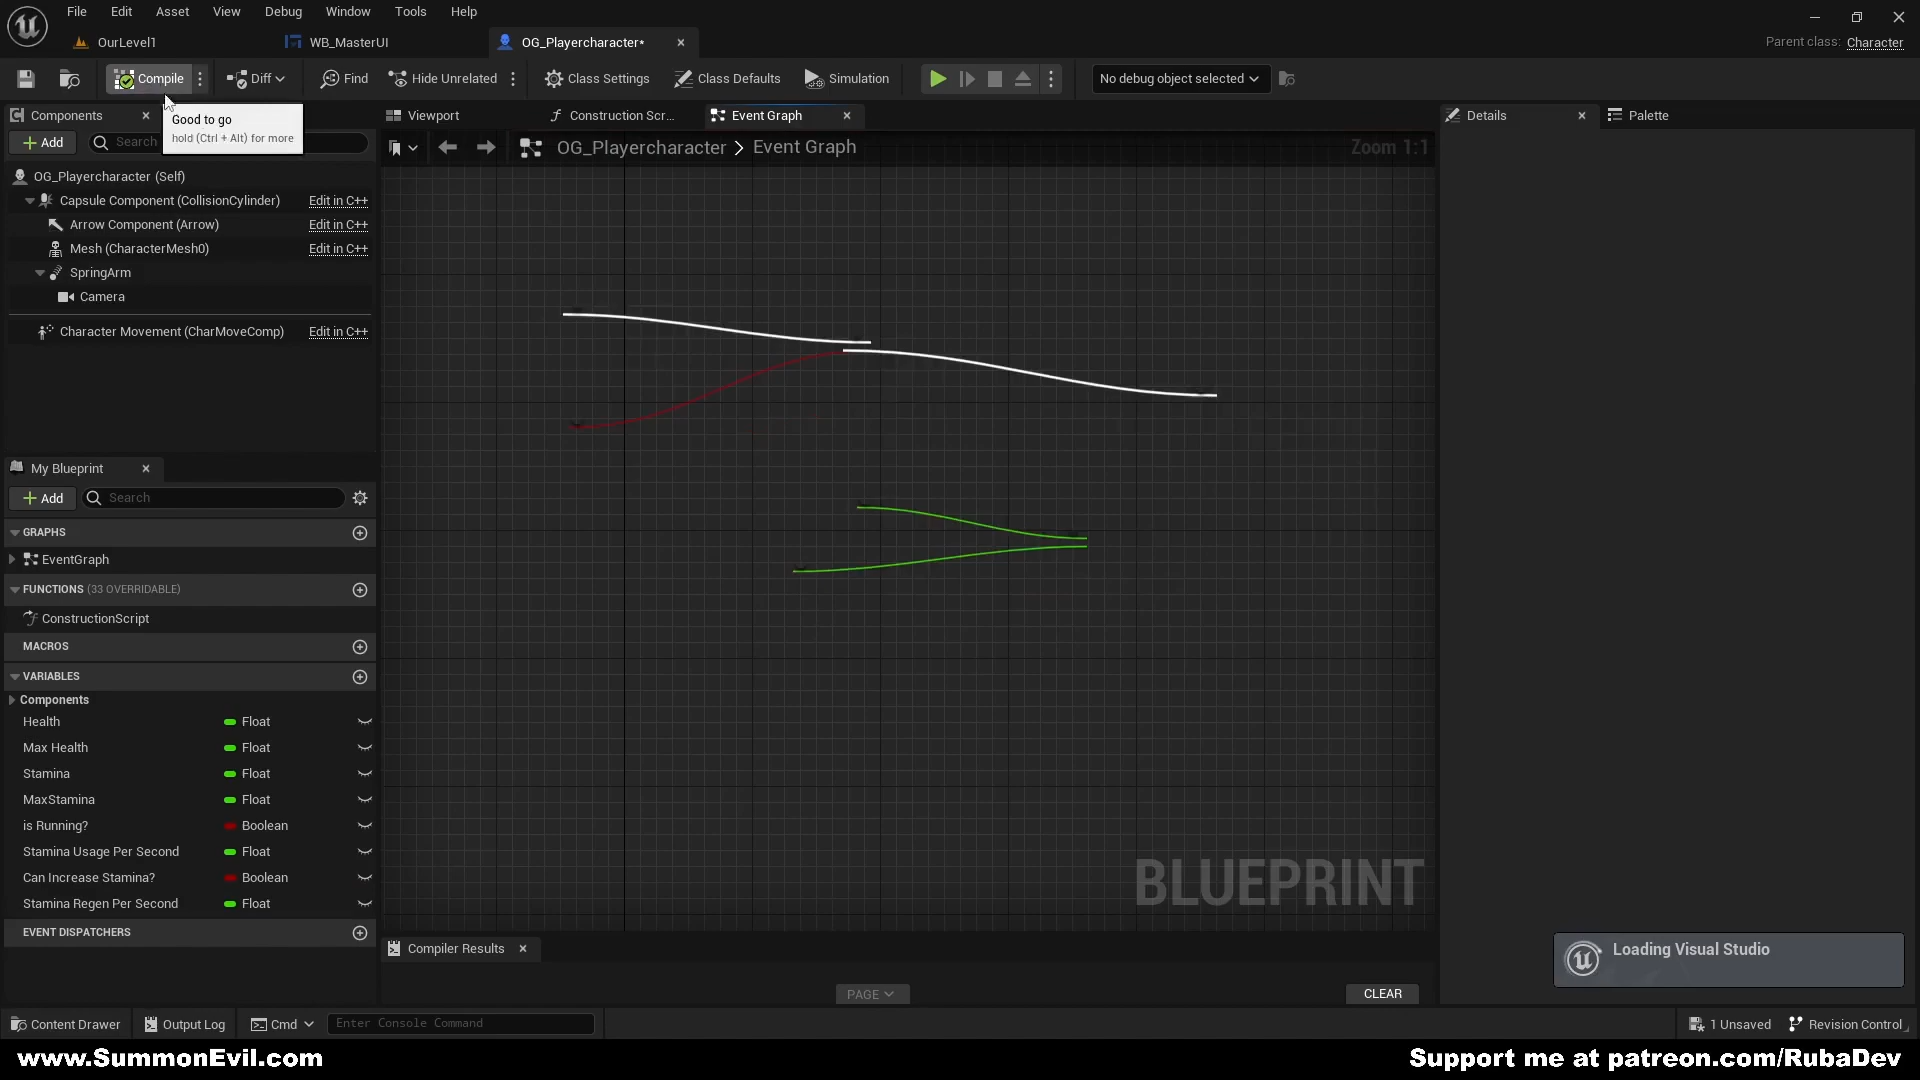 File Edit Asset View Debug Window Tools Help
OurLevel1 WB_MasterUI OG_Playercharacter*
Parent class: Character
Compile Diff Find Hide Unrelated Class Settings Class Defaults Simulation No debug object selected
Components
Good to go
hold (Ctrl + Alt) for more
Add Search
OG_Playercharacter (Self)
Capsule Component (CollisionCylinder) Edit in C++
Arrow Component (Arrow) Edit in C++
Mesh (CharacterMesh0) Edit in C++
SpringArm
Camera
Character Movement (CharMoveComp) Edit in C++
My Blueprint
Add Search
GRAPHS
EventGraph
FUNCTIONS (33 OVERRIDABLE)
ConstructionScript
MACROS
VARIABLES
Components
Health Float
Max Health Float
Stamina Float
MaxStamina Float
is Running? Boolean
Stamina Usage Per Second Float
Can Increase Stamina? Boolean
Stamina Regen Per Second Float
EVENT DISPATCHERS
Viewport Construction Scr... Event Graph
OG_Playercharacter > Event Graph Zoom 1:1
BLUEPRINT
Compiler Results
PAGE CLEAR
Details Palette
Loading Visual Studio
Content Drawer Output Log Cmd Enter Console Command 1 Unsaved Revision Control
www.SummonEvil.com Support me at patreon.com/RubaDev